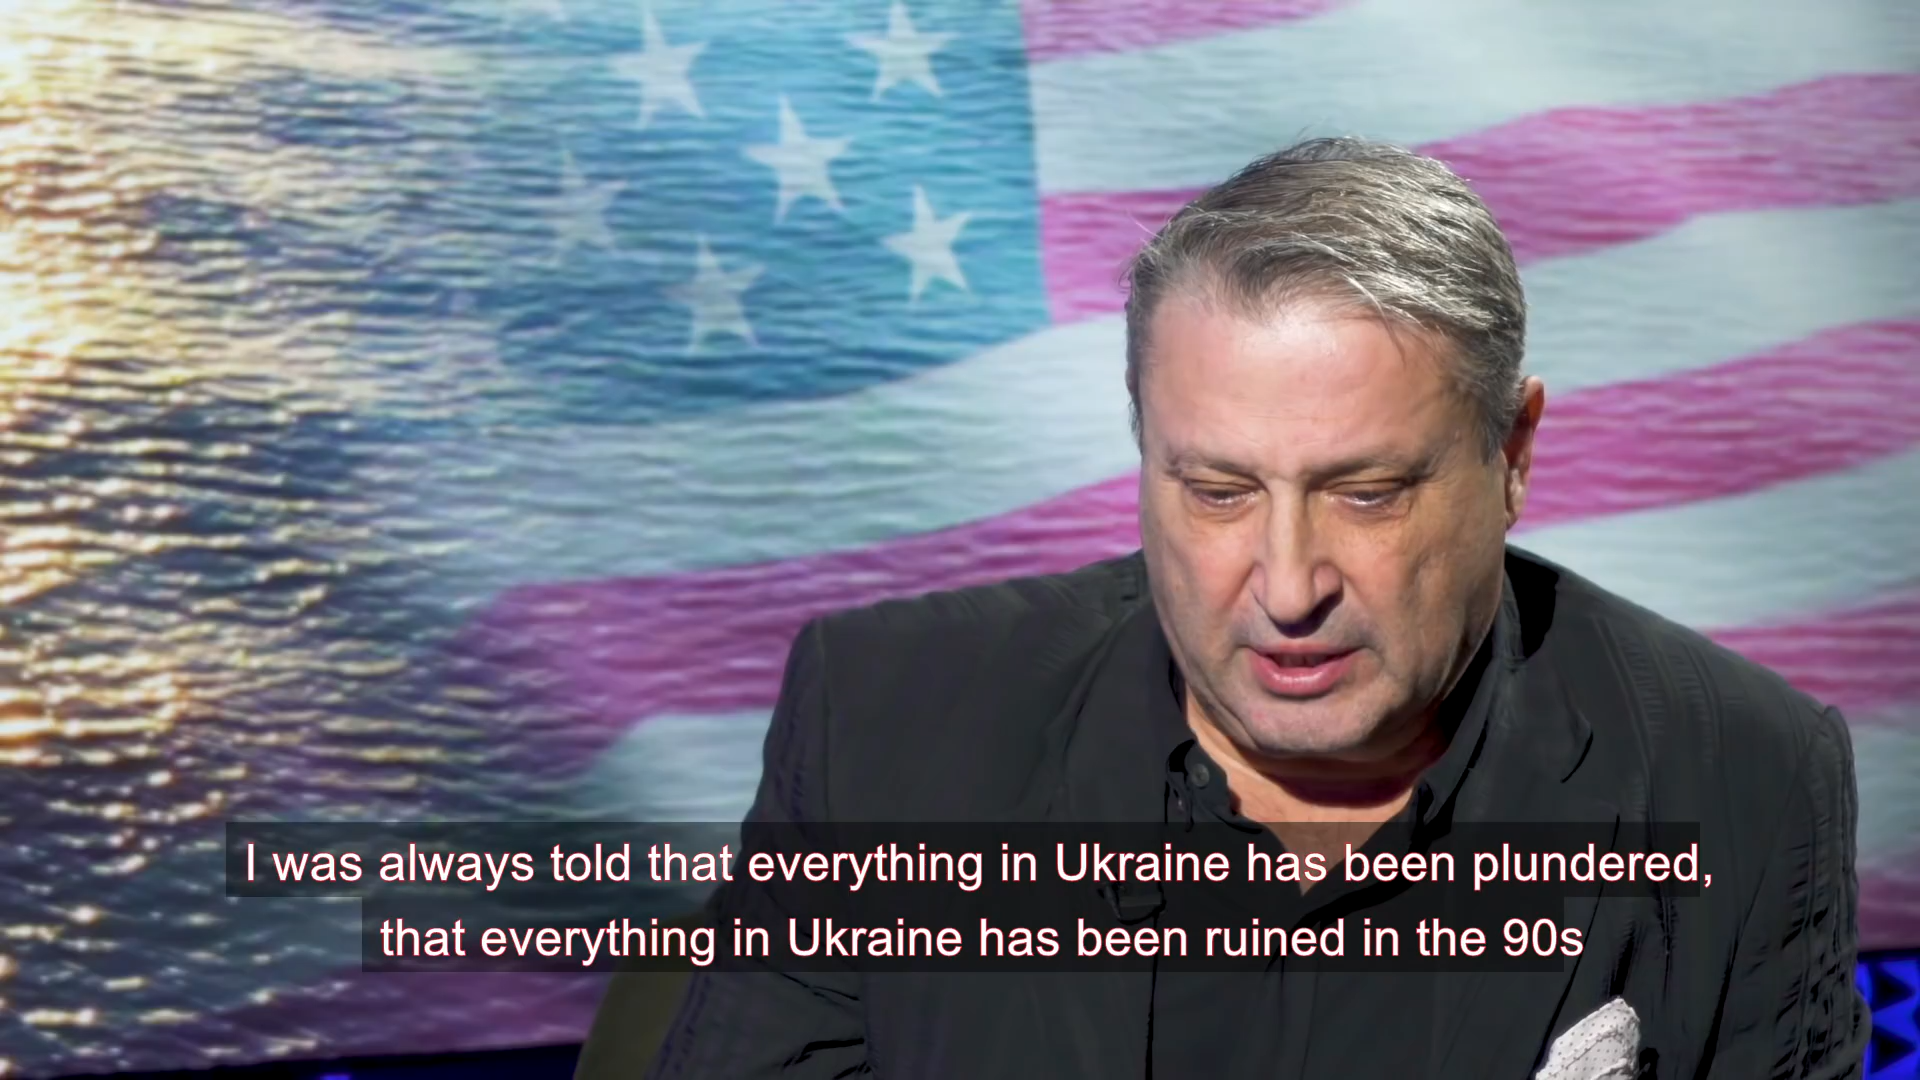 I was always told that everything in Ukraine has been plundered,
that everything in Ukraine has been ruined in the 90s